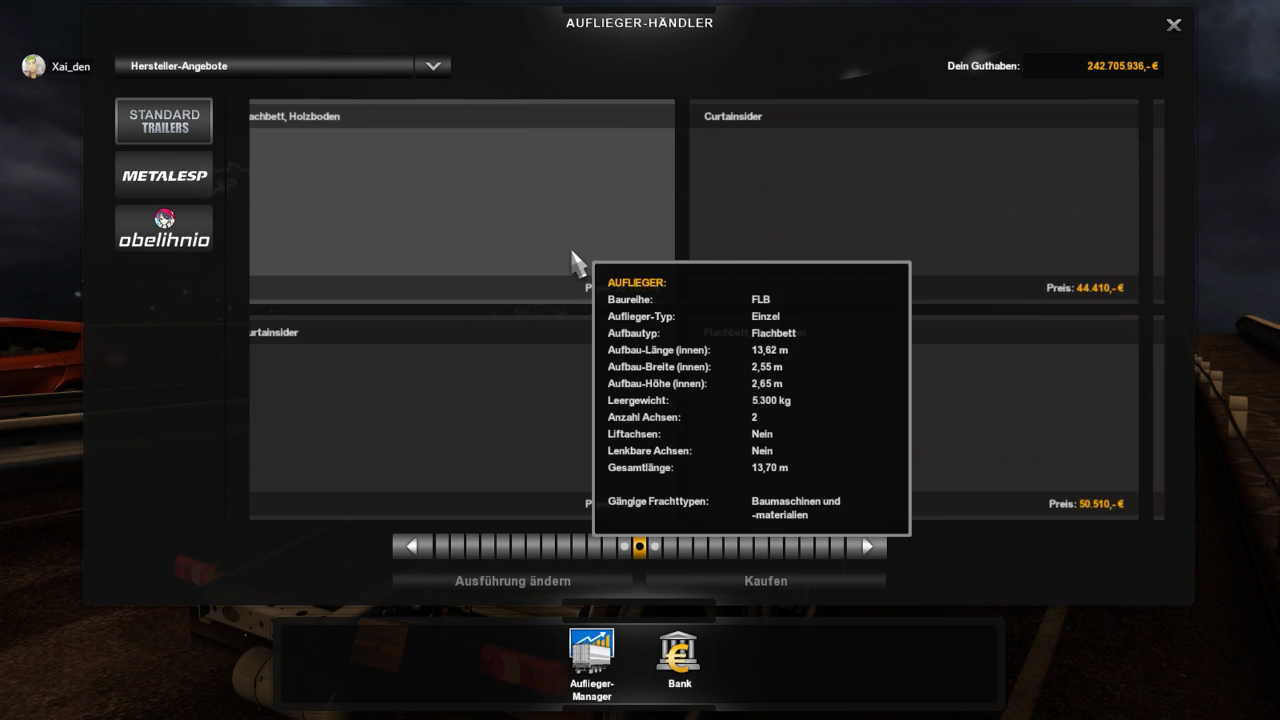 AUFLIEGER-HÄNDLER
Xai_den
Hersteller-Angebote
Dein Guthaben:
242.705.936,- €
STANDARD
TRAILERS
METALESP
obelihnio
achbett, Holzboden
Curtainsider
Preis: 44.410,- €
urtainsider
Flachbett
Preis: 50.510,- €
AUFLIEGER:
Baureihe: FLB
Auflieger-Typ: Einzel
Aufbautyp: Flachbett
Aufbau-Länge (innen): 13,62 m
Aufbau-Breite (innen): 2,55 m
Aufbau-Höhe (innen): 2,65 m
Leergewicht: 5.300 kg
Anzahl Achsen: 2
Liftachsen: Nein
Lenkbare Achsen: Nein
Gesamtlänge: 13,70 m
Gängige Frachttypen: Baumaschinen und
-materialien
Ausführung ändern
Kaufen
Auflieger-
Manager
Bank